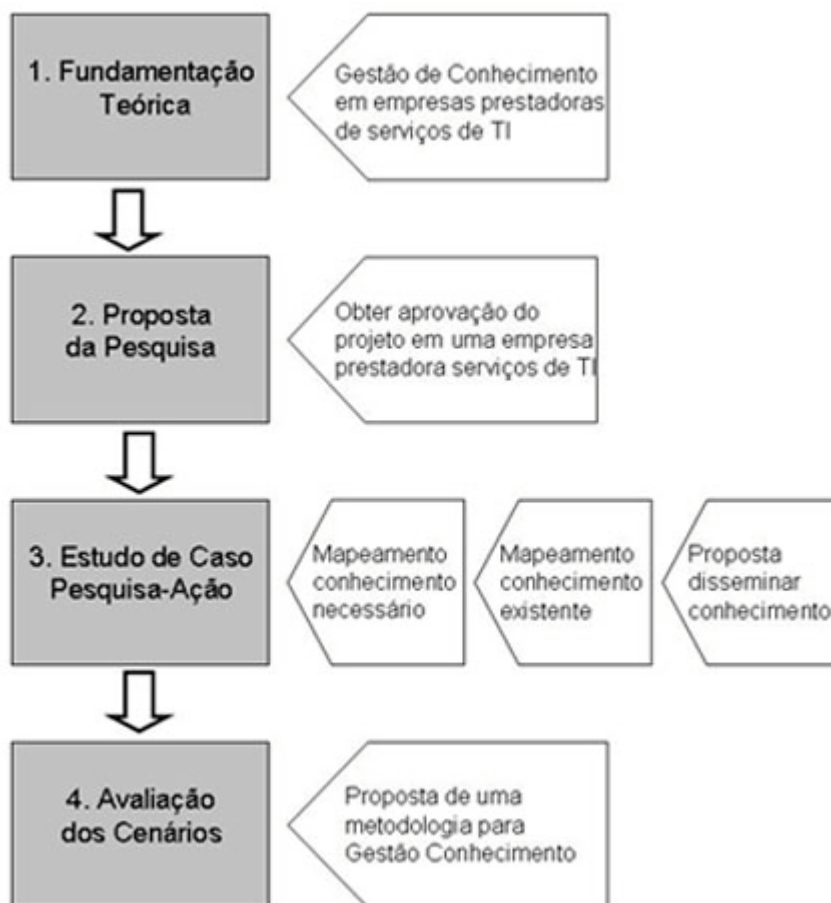 1. Fundamentação
Teórica
Gestão de Conhecimento
em empresas prestadoras
de serviços de TI
2. Proposta
da Pesquisa
Obter aprovação do
projeto em uma empresa
prestadora serviços de TI
3. Estudo de Caso
Pesquisa-Ação
Mapeamento
conhecimento
necessário
Mapeamento
conhecimento
existente
Proposta
disseminar
conhecimento
4. Avaliação
dos Cenários
Proposta de uma
metodologia para
Gestão Conhecimento